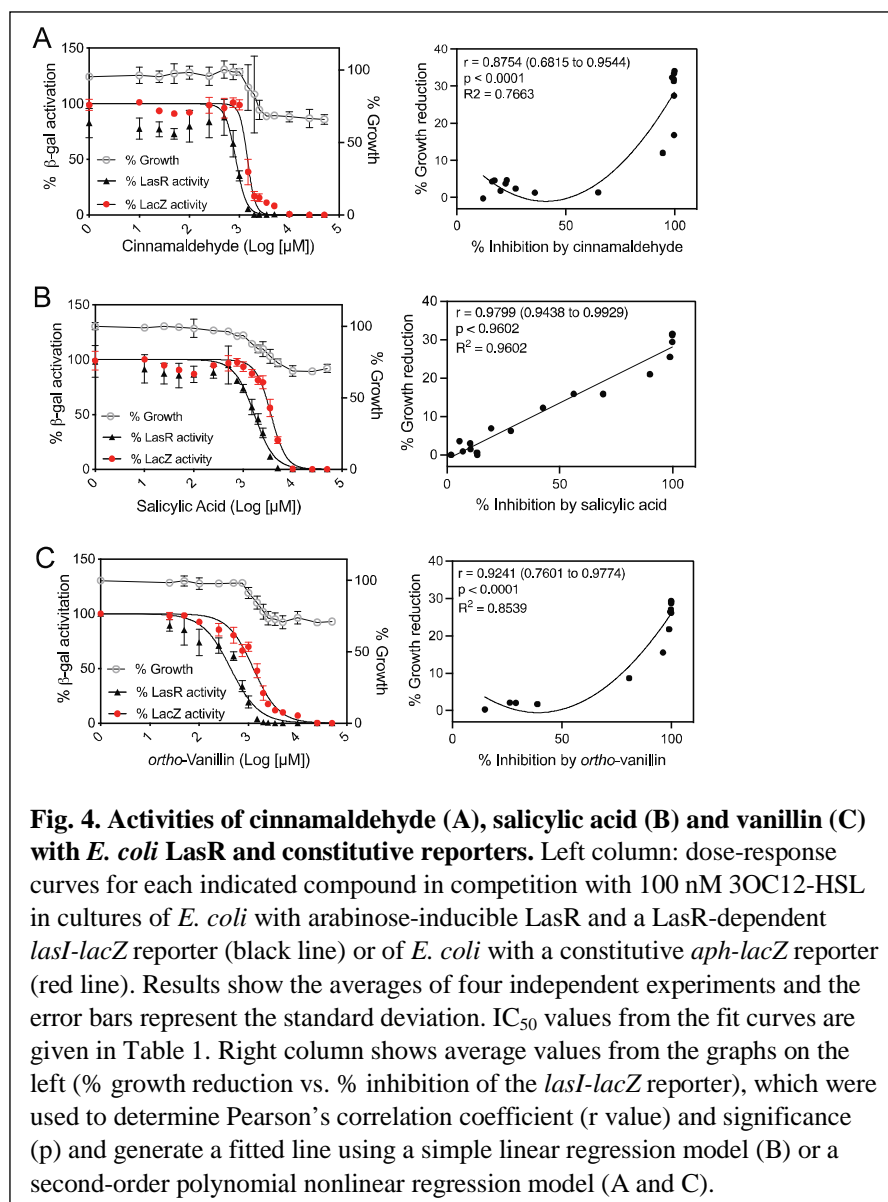 A
% β-gal activation
150
125
100
75
50
25
0
100
50
0
% Growth
% Growth
% LasR activity
% LacZ activity
0
1
2
3
4
5
Cinnamaldehyde (Log [µM])
% Growth reduction
40
30
20
10
0
r = 0.8754 (0.6815 to 0.9544)
p < 0.0001
R2 = 0.7663
0
50
100
% Inhibition by cinnamaldehyde
B
% β-gal activation
150
125
100
75
50
25
0
100
50
0
% Growth
% Growth
% LasR activity
% LacZ activity
0
1
2
3
4
5
Salicylic Acid (Log [µM])
% Growth reduction
40
30
20
10
0
r = 0.9799 (0.9438 to 0.9929)
p < 0.9602
R² = 0.9602
0
50
100
% Inhibition by salicylic acid
C
% β-gal activitation
150
100
50
0
100
50
0
% Growth
% Growth
% LasR activity
% LacZ activity
0
1
2
3
4
5
ortho-Vanillin (Log [µM])
% Growth reduction
40
30
20
10
0
r = 0.9241 (0.7601 to 0.9774)
p < 0.0001
R² = 0.8539
0
50
100
% Inhibition by ortho-vanillin
Fig. 4. Activities of cinnamaldehyde (A), salicylic acid (B) and vanillin (C)
with E. coli LasR and constitutive reporters. Left column: dose-response
curves for each indicated compound in competition with 100 nM 3OC12-HSL
in cultures of E. coli with arabinose-inducible LasR and a LasR-dependent
lasI-lacZ reporter (black line) or of E. coli with a constitutive aph-lacZ reporter
(red line). Results show the averages of four independent experiments and the
error bars represent the standard deviation. IC₅₀ values from the fit curves are
given in Table 1. Right column shows average values from the graphs on the
left (% growth reduction vs. % inhibition of the lasI-lacZ reporter), which were
used to determine Pearson’s correlation coefficient (r value) and significance
(p) and generate a fitted line using a simple linear regression model (B) or a
second-order polynomial nonlinear regression model (A and C).